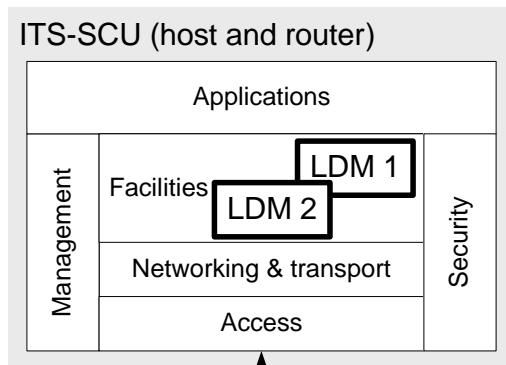 ITS-SCU (host and router)
Applications
Management
Facilities
LDM 1
LDM 2
Security
Networking & transport
Access